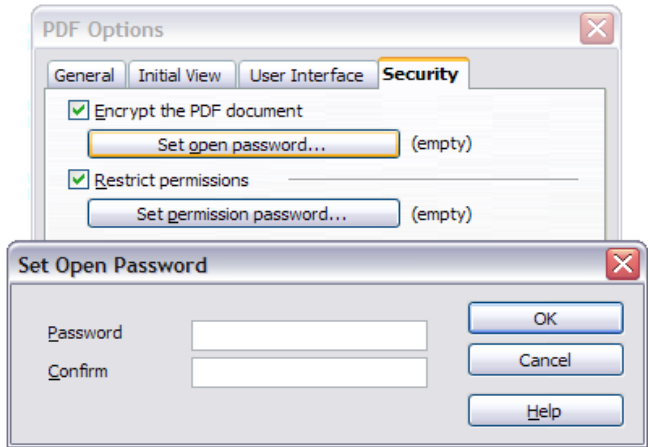 PDF Options
General Initial View User Interface Security
Encrypt the PDF document
Set open password... (empty)
Restrict permissions
Set permission password... (empty)
Set Open Password
Password
OK
Confirm
Cancel
Help